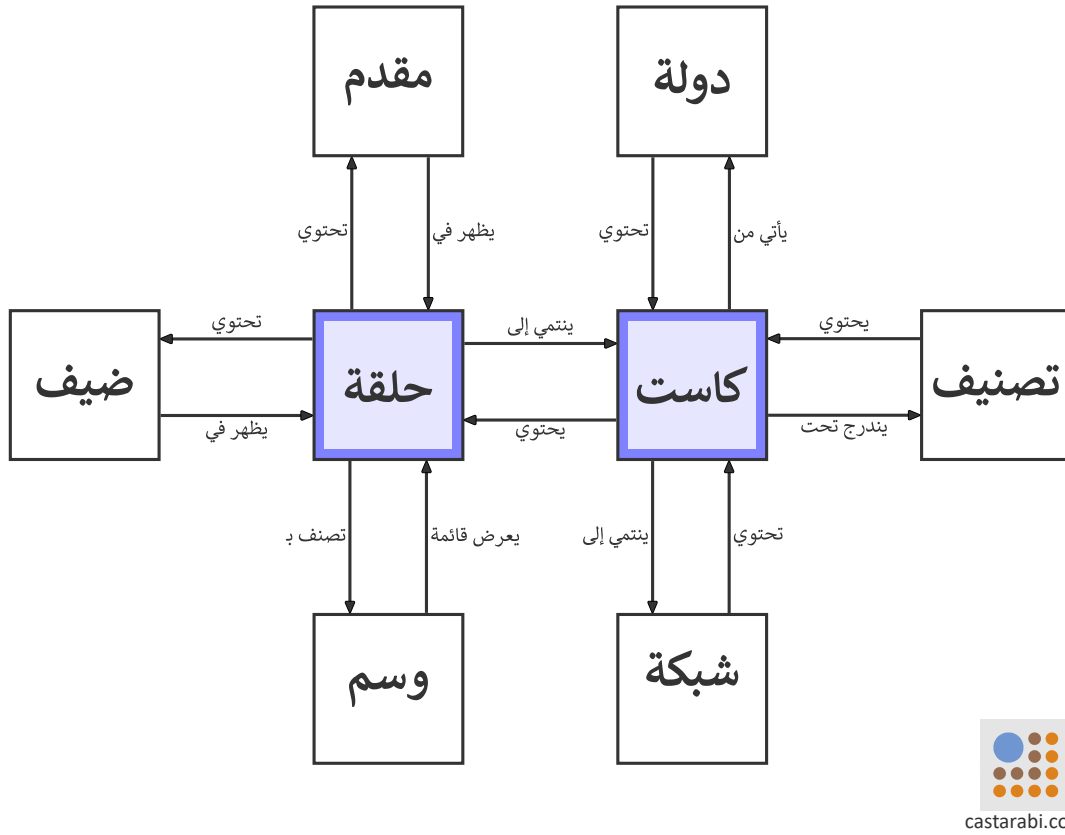 دولة
مقدم
يأتي من
تحتوي
يظهر في
تحتوي
يحتوي
ينتمي إلى
تحتوي
تصنيف
كاست
حلقة
ضيف
يندرج تحت
يحتوي
يظهر في
تحتوي
ينتمي إلى
يعرض قائمة
تصنف بـ
شبكة
وسم
castarabi.co